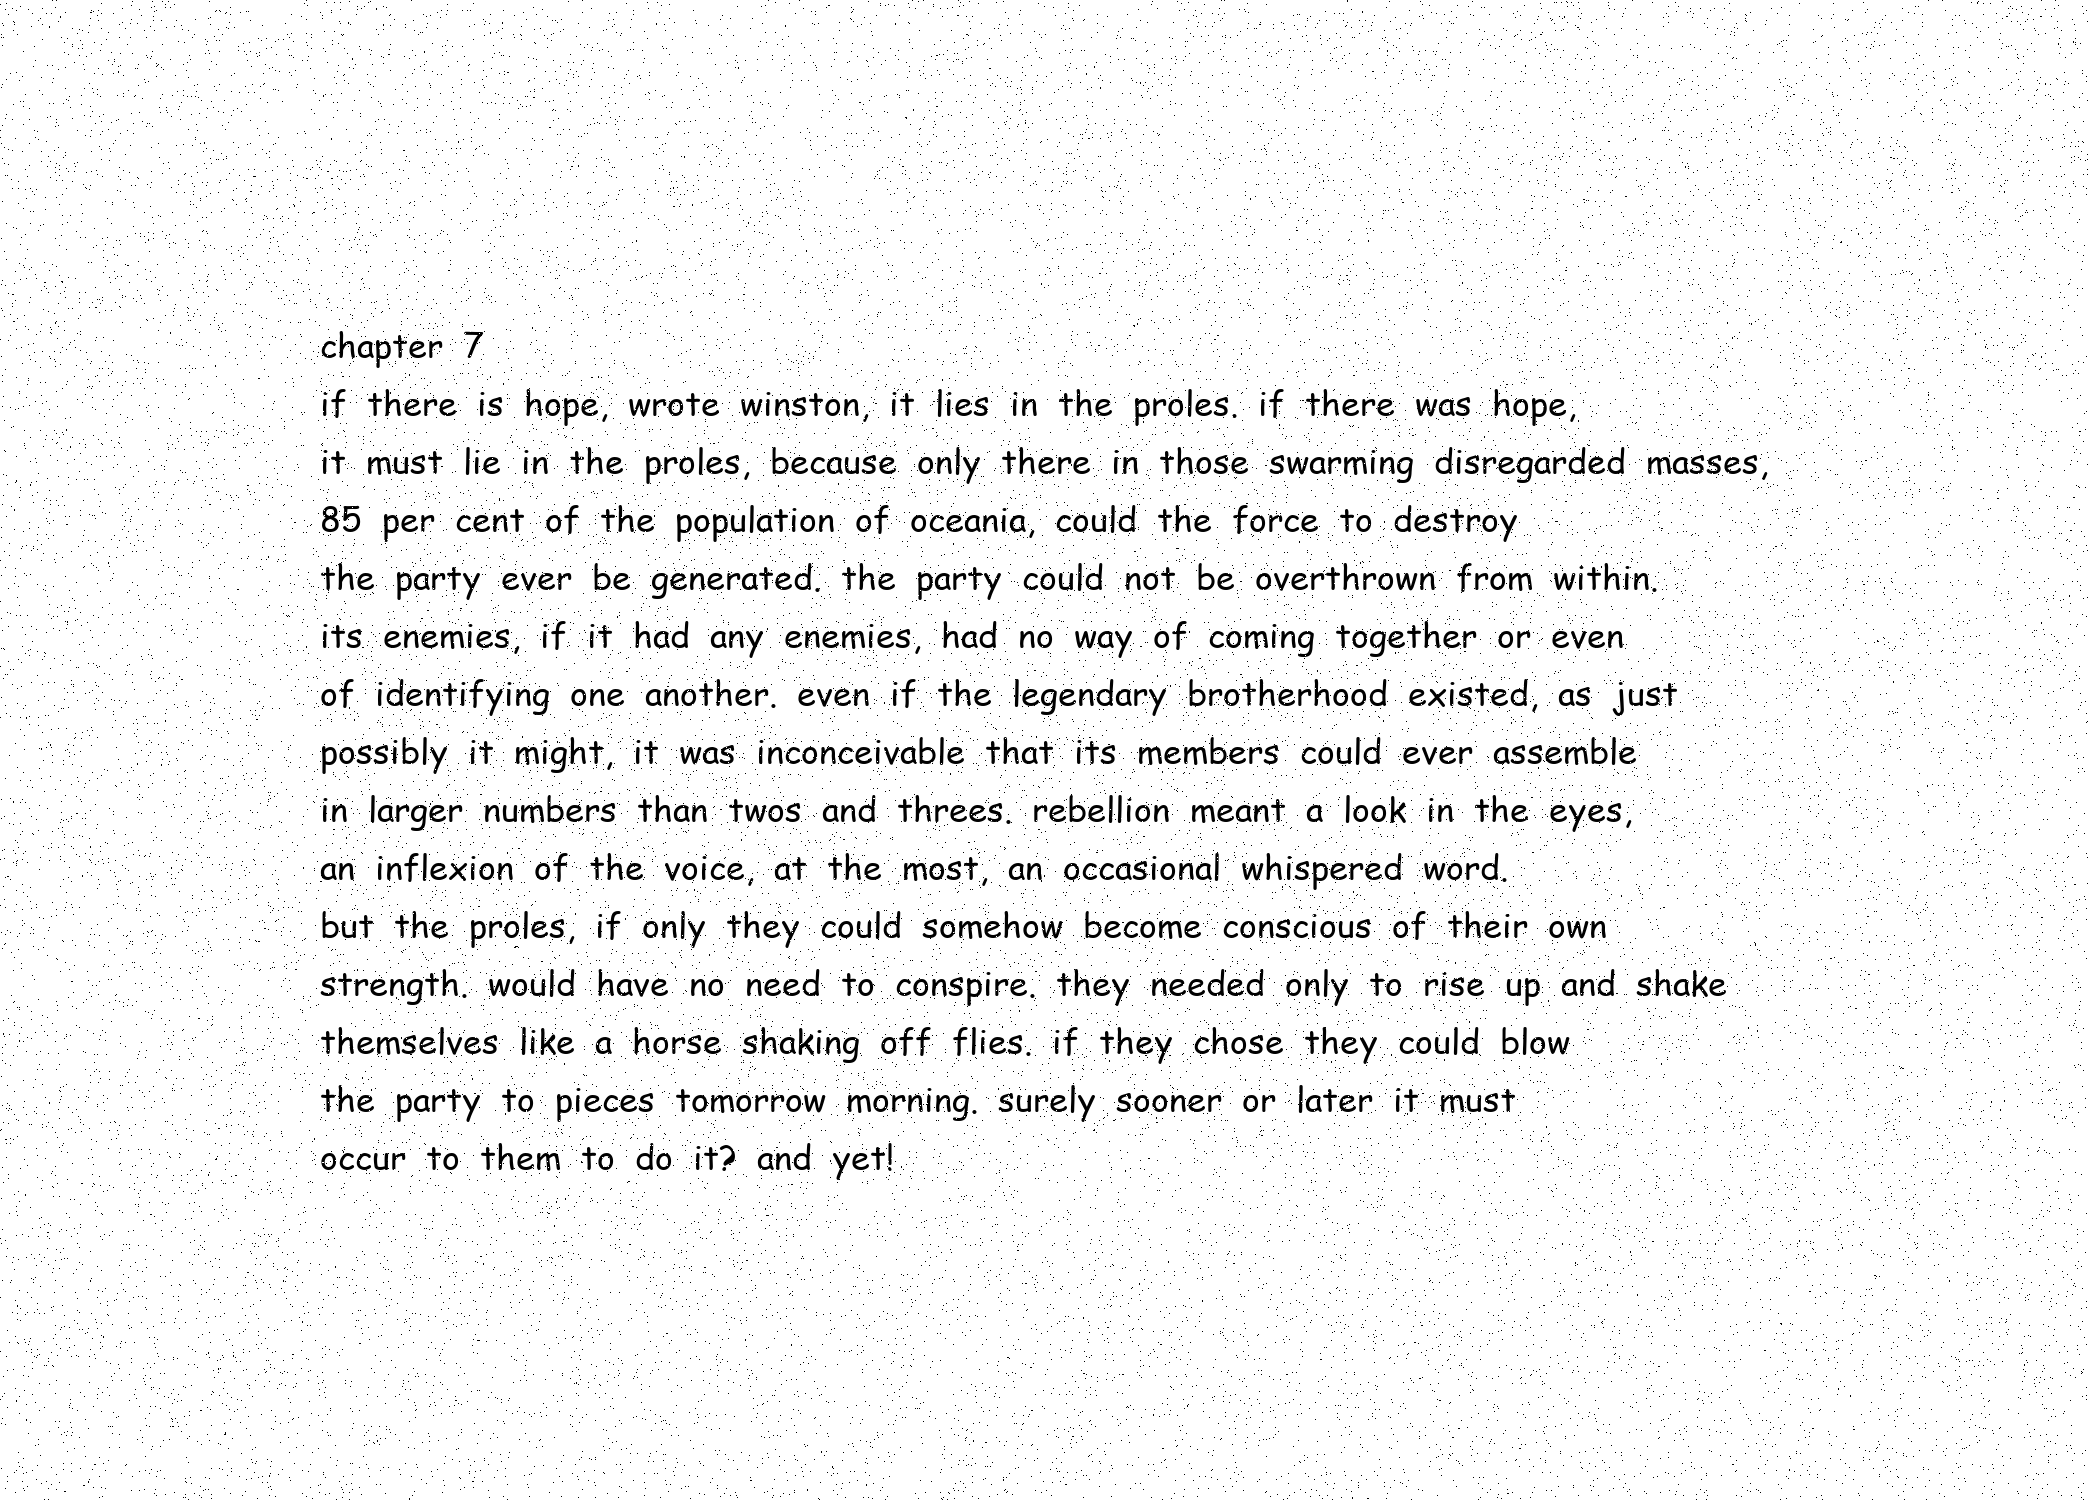 chapter 7
if there is hope, wrote winston, it lies in the proles. if there was hope,
it must lie in the proles, because only there in those swarming disregarded masses,
85 per cent of the population of oceania, could the force to destroy
the party ever be generated. the party could not be overthrown from within.
its enemies, if it had any enemies, had no way of coming together or even
of identifying one another. even if the legendary brotherhood existed, as just
possibly it might, it was inconceivable that its members could ever assemble
in larger numbers than twos and threes. rebellion meant a look in the eyes,
an inflexion of the voice, at the most, an occasional whispered word.
but the proles, if only they could somehow become conscious of their own
strength. would have no need to conspire. they needed only to rise up and shake
themselves like a horse shaking off flies. if they chose they could blow
the party to pieces tomorrow morning. surely sooner or later it must
occur to them to do it? and yet!